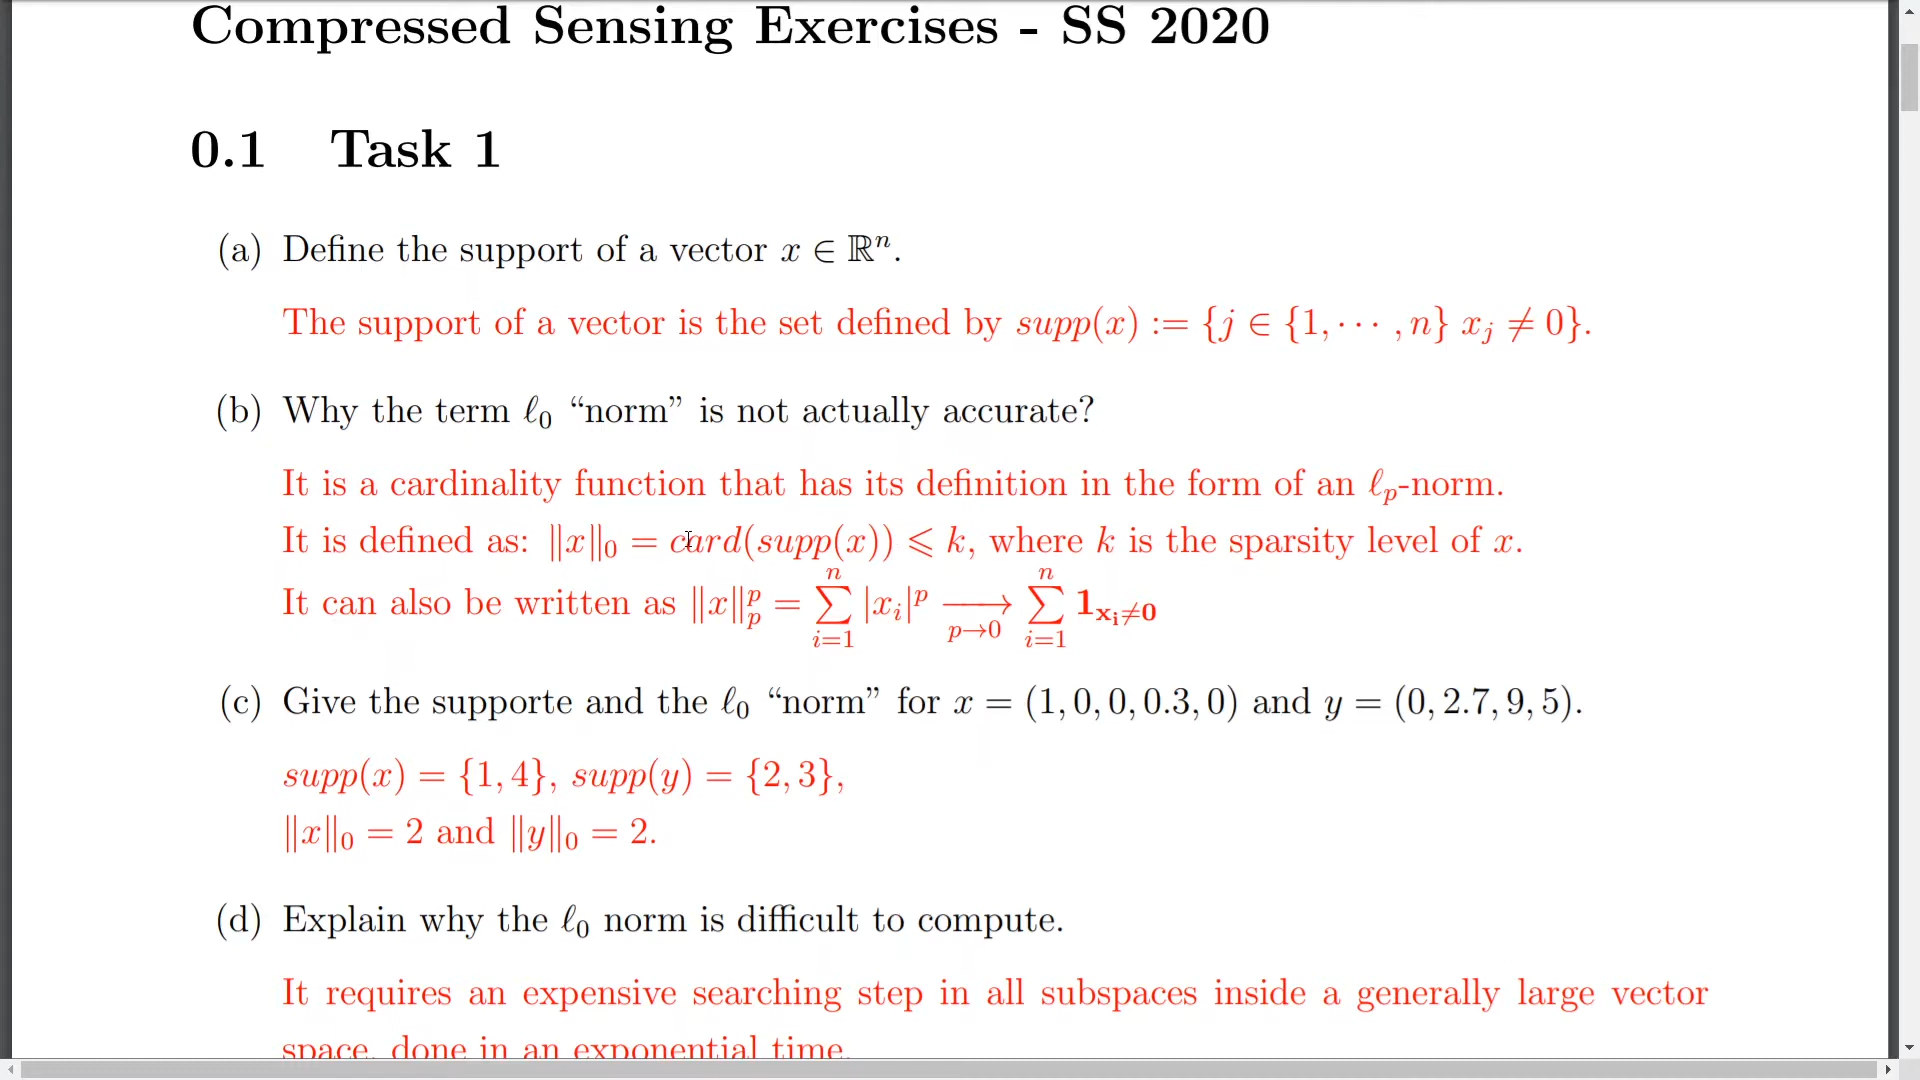 Compressed Sensing Exercises - SS 2020
0.1 Task 1
(a) Define the support of a vector x ∈ ℝⁿ.
The support of a vector is the set defined by supp(x) := {j ∈ {1, ··· , n} x_j ≠ 0}.
(b) Why the term ℓ₀ “norm” is not actually accurate?
It is a cardinality function that has its definition in the form of an ℓ_p-norm.
It is defined as: ‖x‖₀ = card(supp(x)) ⩽ k, where k is the sparsity level of x.
It can also be written as ‖x‖_p^p = ∑_{i=1}^{n} |x_i|^p ⟶_{p→0} ∑_{i=1}^{n} 1_{x_i≠0}
(c) Give the supporte and the ℓ₀ “norm” for x = (1, 0, 0, 0.3, 0) and y = (0, 2.7, 9, 5).
supp(x) = {1, 4}, supp(y) = {2, 3},
‖x‖₀ = 2 and ‖y‖₀ = 2.
(d) Explain why the ℓ₀ norm is difficult to compute.
It requires an expensive searching step in all subspaces inside a generally large vector
space, done in an exponential time.